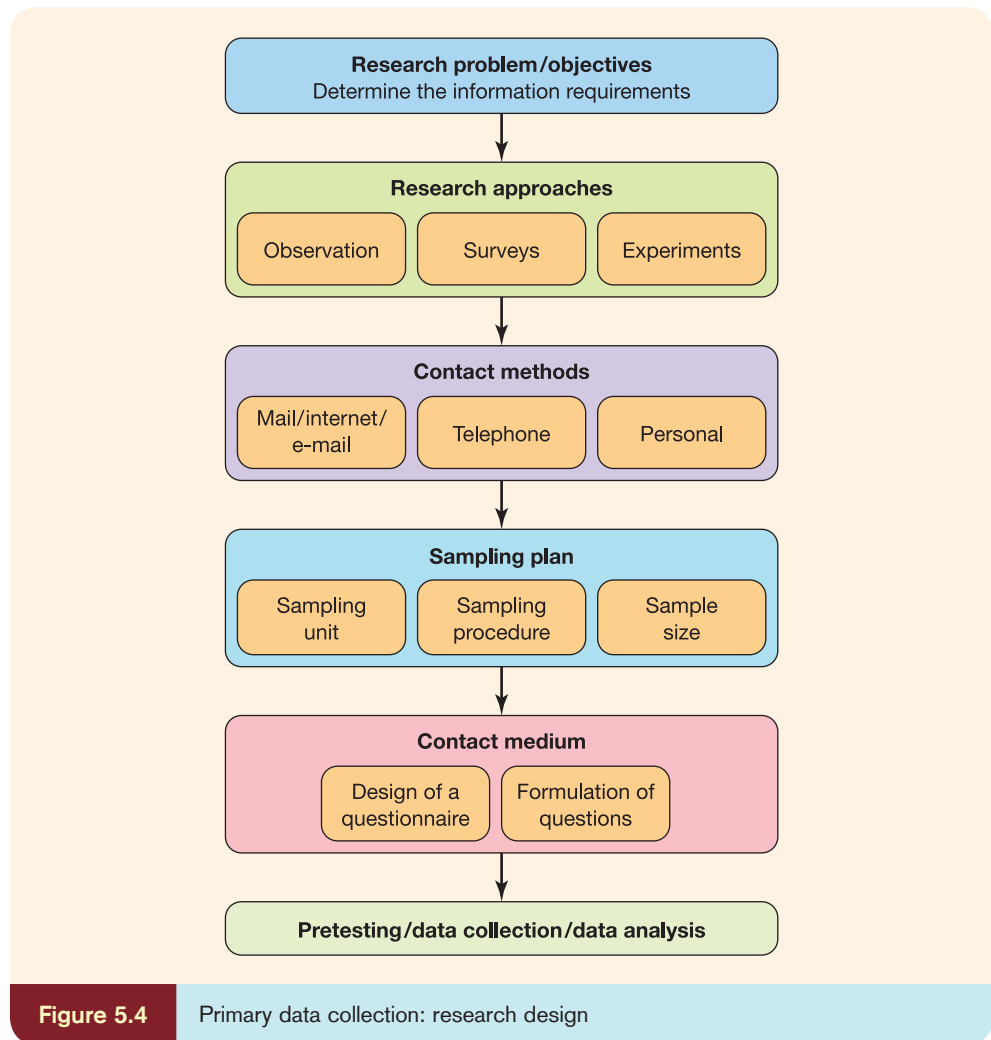 Research problem/objectives
Determine the information requirements
Research approaches
Observation
Surveys
Experiments
Contact methods
Mail/internet/
e-mail
Telephone
Personal
Sampling plan
Sampling
unit
Sampling
procedure
Sample
size
Contact medium
Design of a
questionnaire
Formulation of
questions
Pretesting/data collection/data analysis
Figure 5.4
Primary data collection: research design